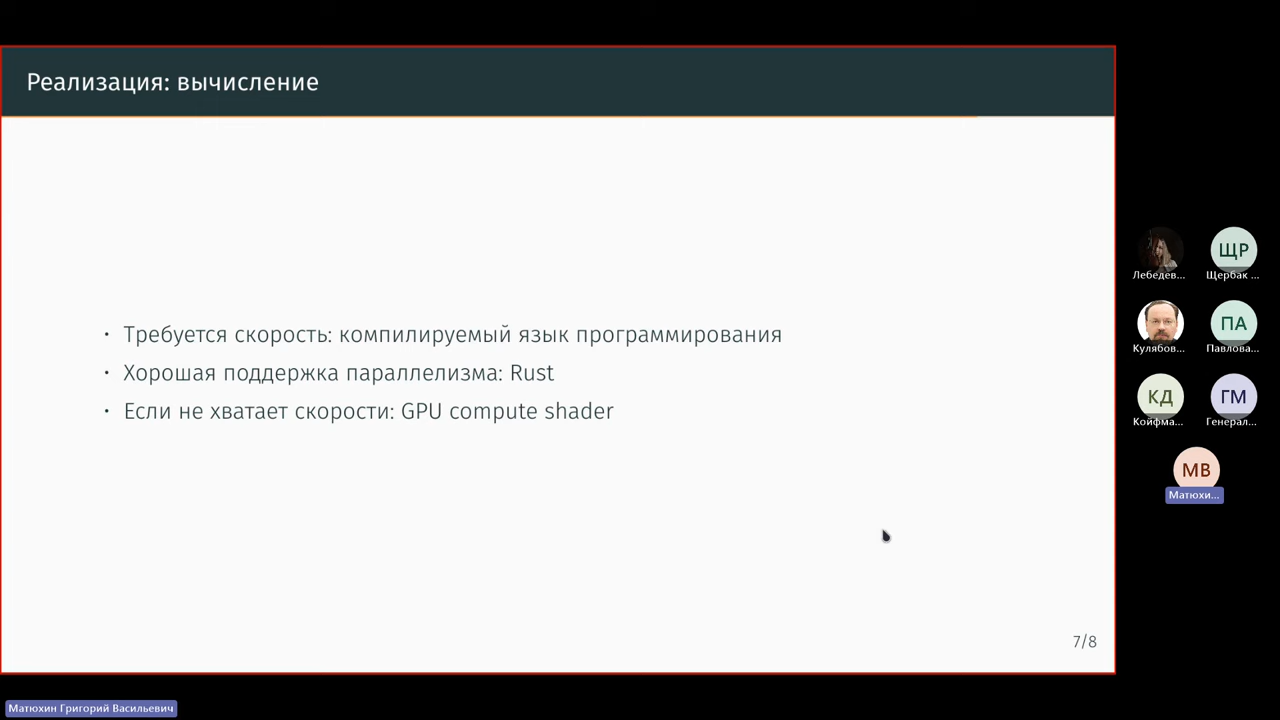 Реализация: вычисление
• Требуется скорость: компилируемый язык программирования
• Хорошая поддержка параллелизма: Rust
• Если не хватает скорости: GPU compute shader
7/8
ЩР
Лебедев...
Щербак ...
ПА
Кулябов...
Павлова...
КД
ГМ
Койфма...
Генерал...
МВ
Матюхи...
Матюхин Григорий Васильевич